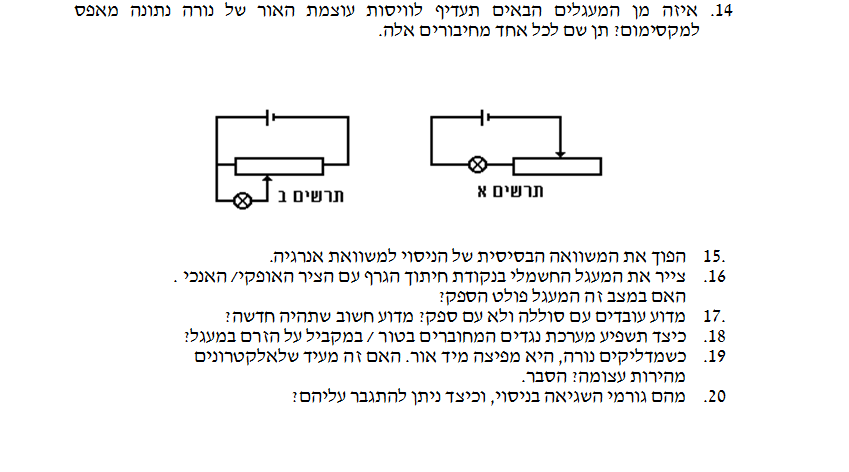 14. איזה מן המעגלים הבאים תעדיף לוויסות עוצמת האור של נורה נתונה מאפס
למקסימום? תן שם לכל אחד מחיבורים אלה.
תרשים א
תרשים ב
15. הפוך את המשוואה הבסיסית של הניסוי למשוואת אנרגיה.
16. צייר את המעגל החשמלי בנקודת חיתוך הגרף עם הציר האופקי/ האנכי .
האם במצב זה המעגל פולט הספק?
17. מדוע עובדים עם סוללה ולא עם ספק? מדוע חשוב שתהיה חדשה?
18. כיצד תשפיע מערכת נגדים המחוברים בטור / במקביל על הזרם במעגל?
19. כשמדליקים נורה, היא מפיצה מיד אור. האם זה מעיד שלאלקטרונים
מהירות עצומה? הסבר.
20. מהם גורמי השגיאה בניסוי, וכיצד ניתן להתגבר עליהם?